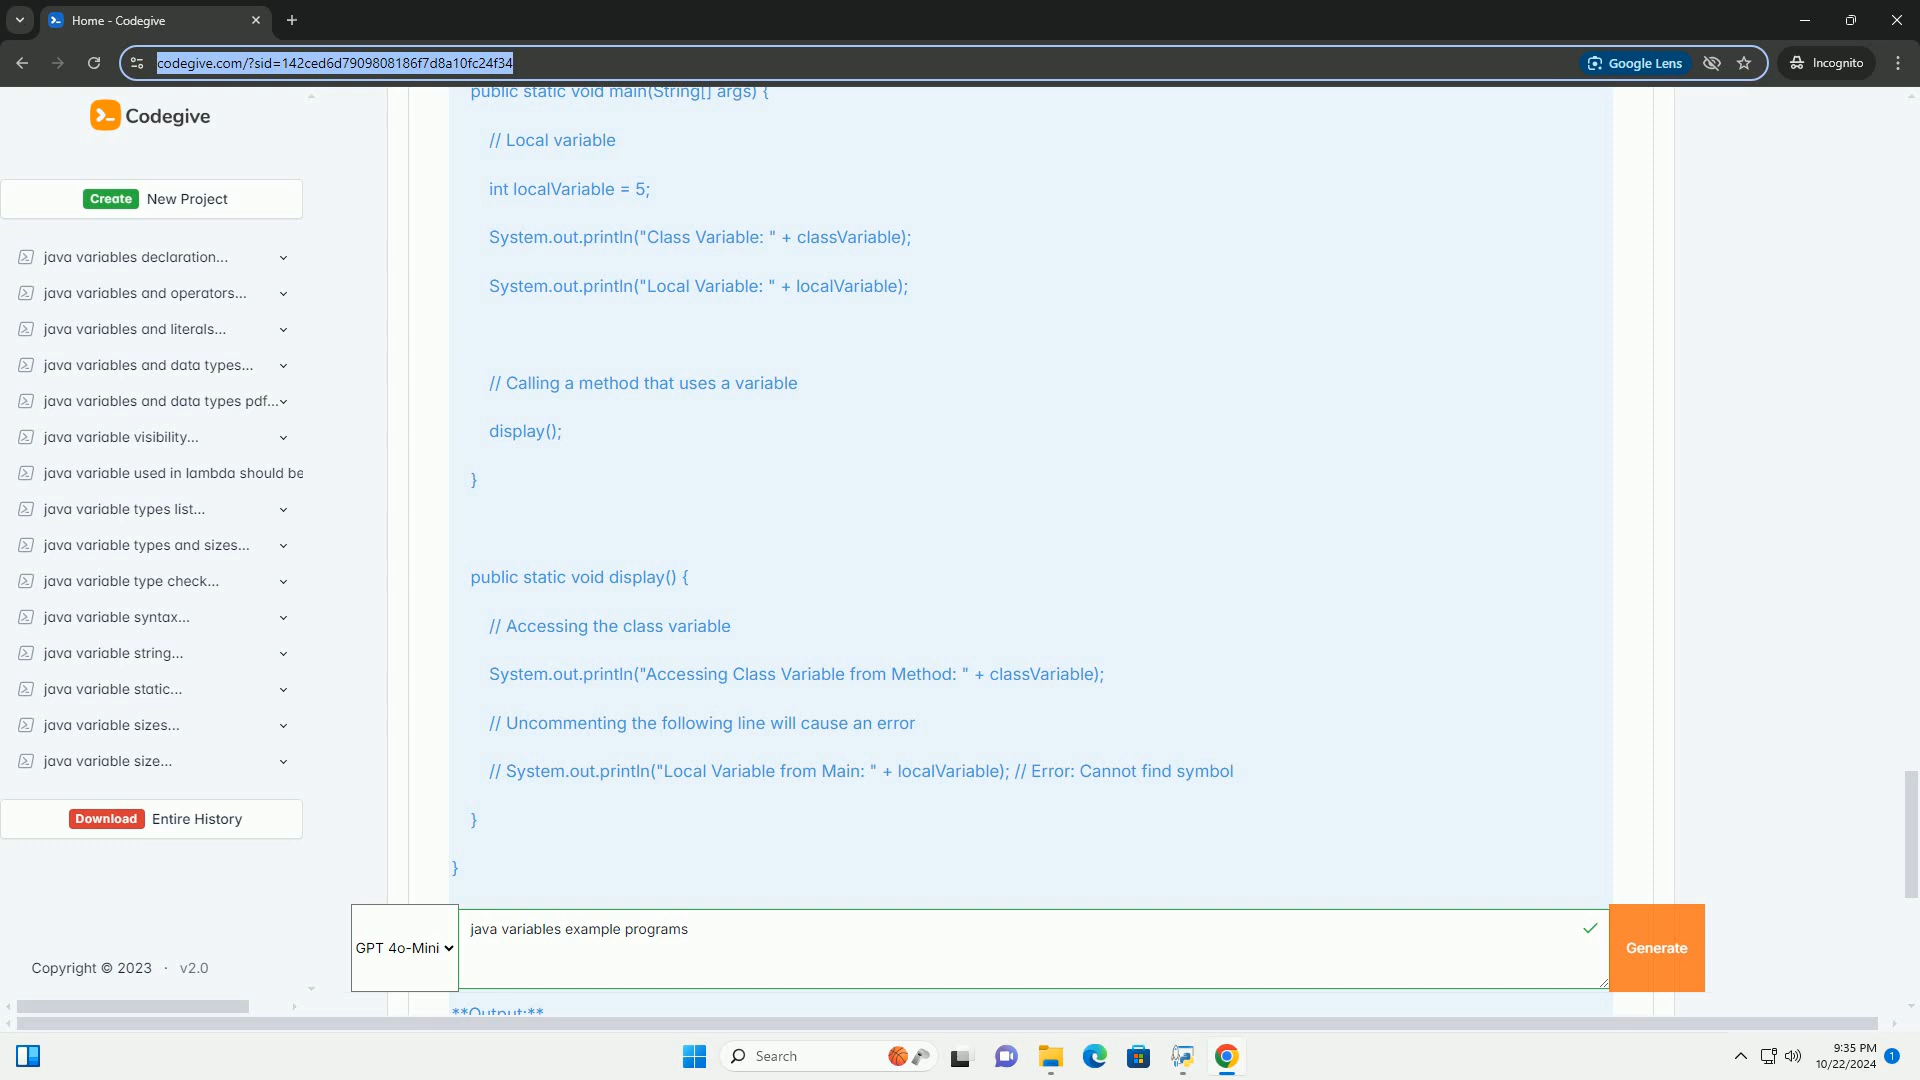 Home - Codegive
codegive.com/?sid=142ced6d7909808186f7d8a10fc24f34
Google Lens
Incognito
Codegive
Create New Project
java variables declaration...
java variables and operators...
java variables and literals...
java variables and data types...
java variables and data types pdf...
java variable visibility...
java variable used in lambda should be
java variable types list...
java variable types and sizes...
java variable type check...
java variable syntax...
java variable string...
java variable static...
java variable sizes...
java variable size...
Download Entire History
Copyright © 2023 · v2.0
public static void main(String[] args) {
// Local variable
int localVariable = 5;
System.out.println("Class Variable: " + classVariable);
System.out.println("Local Variable: " + localVariable);
// Calling a method that uses a variable
display();
}
public static void display() {
// Accessing the class variable
System.out.println("Accessing Class Variable from Method: " + classVariable);
// Uncommenting the following line will cause an error
// System.out.println("Local Variable from Main: " + localVariable); // Error: Cannot find symbol
}
}
GPT 4o-Mini
java variables example programs
Generate
**Output:**
Search
9:35 PM
10/22/2024
1